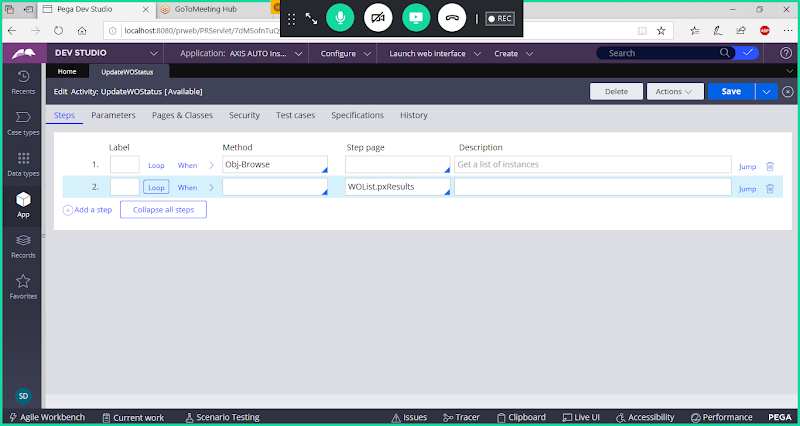 Pega Dev Studio
GoToMeeting Hub
REC
localhost:8080/prweb/PRServlet/7dMSofnTuQ
ABP
DEV STUDIO
Application: AXIS AUTO Ins...
Configure
Launch web interface
Create
Search
Recents
Case types
Data types
App
Records
Favorites
SD
Home
UpdateWOStatus
Edit Activity: UpdateWOStatus [Available]
Delete
Actions
Save
Steps Parameters Pages & Classes Security Test cases Specifications History
Label Method Step page Description
1. Loop When Obj-Browse Get a list of instances Jump
2. Loop When WOList.pxResults Jump
Add a step Collapse all steps
Agile Workbench Current work Scenario Testing Issues Tracer Clipboard Live UI Accessibility Performance PEGA